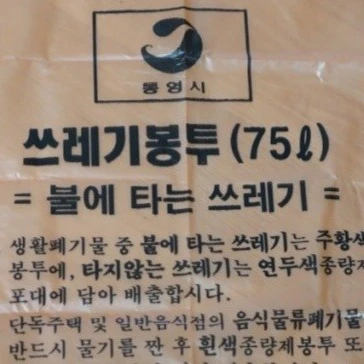 통영시
쓰레기봉투(75ℓ)
= 불에 타는 쓰레기 =
생활폐기물 중 불에 타는 쓰레기는 주황색
봉투에, 타지않는 쓰레기는 연두색종량제
포대에 담아 배출합시다.
단독주택 및 일반음식점의 음식물류폐기물
반드시 물기를 짠 후 흰색종량제봉투 또